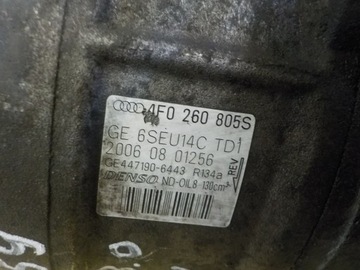 4F0 260 805S
GE 6SEU14C TD1
2006 08 01256
GE447190-6443 R134a
DENSO ND-OIL8 130cm³
REV